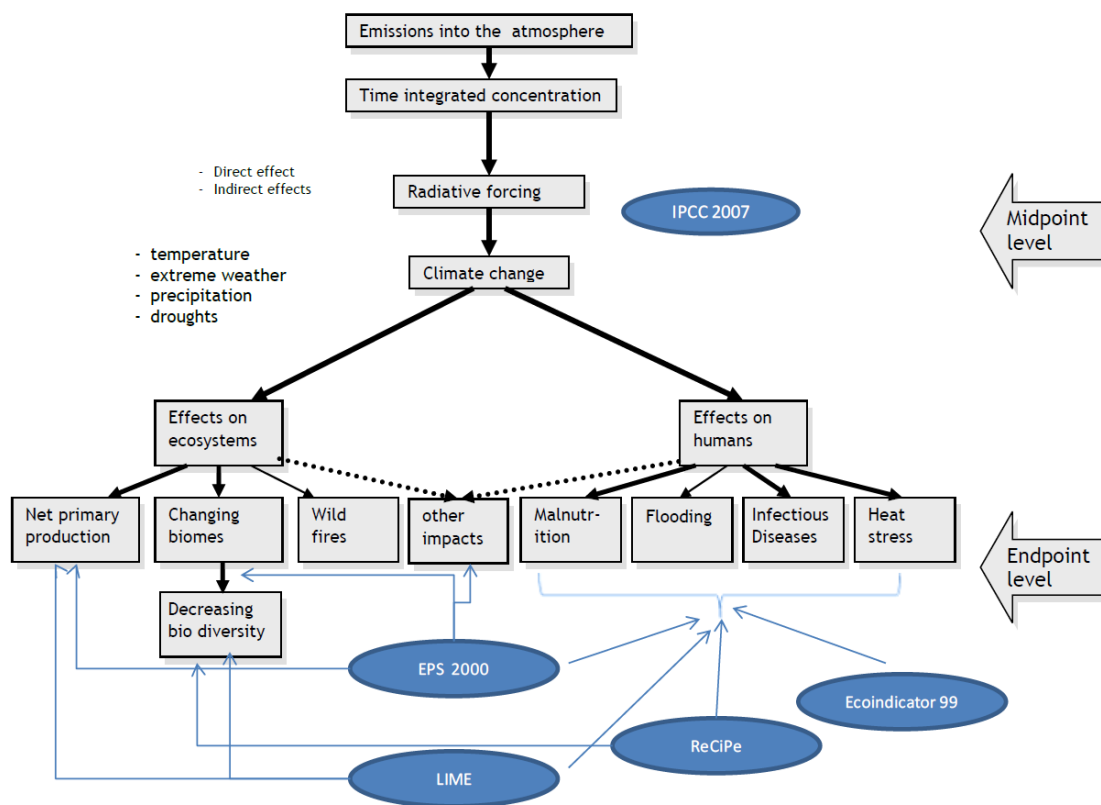 Emissions into the atmosphere
Time integrated concentration
- Direct effect
- Indirect effects
Radiative forcing
IPCC 2007
Midpoint
level
- temperature
- extreme weather
- precipitation
- droughts
Climate change
Effects on
ecosystems
Effects on
humans
Net primary
production
Changing
biomes
Wild
fires
other
impacts
Malnutr-
ition
Flooding
Infectious
Diseases
Heat
stress
Endpoint
level
Decreasing
bio diversity
EPS 2000
Ecoindicator 99
ReCiPe
LIME